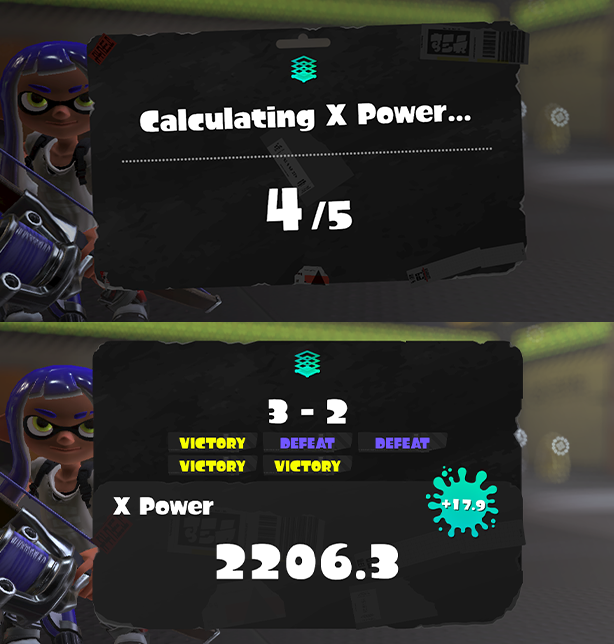 Calculating X Power...
4/5
3 - 2
VICTORY DEFEAT DEFEAT
VICTORY VICTORY
X Power
+17.9
2206.3